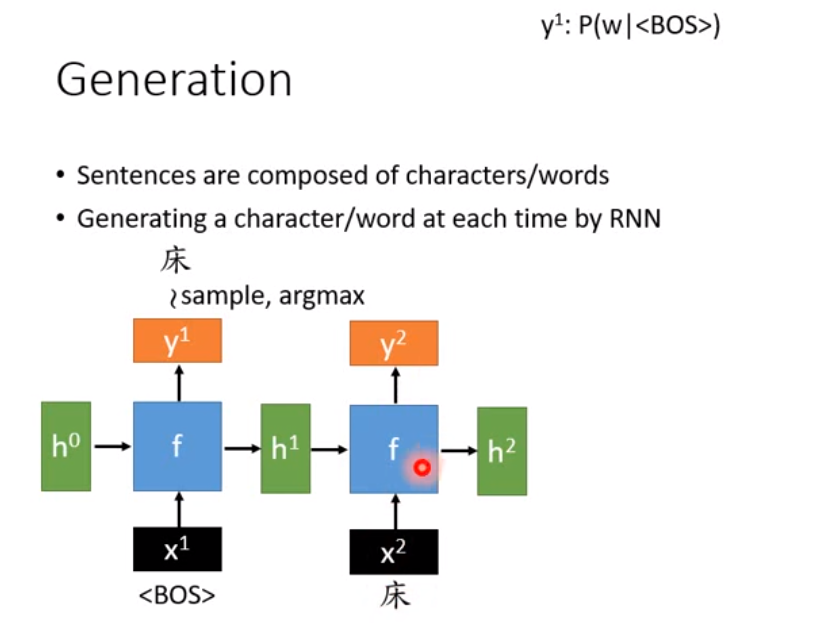 y¹: P(w|<BOS>)
Generation
• Sentences are composed of characters/words
• Generating a character/word at each time by RNN
床
~sample, argmax
y¹ y²
h⁰ f h¹ f h²
x¹ x²
<BOS> 床